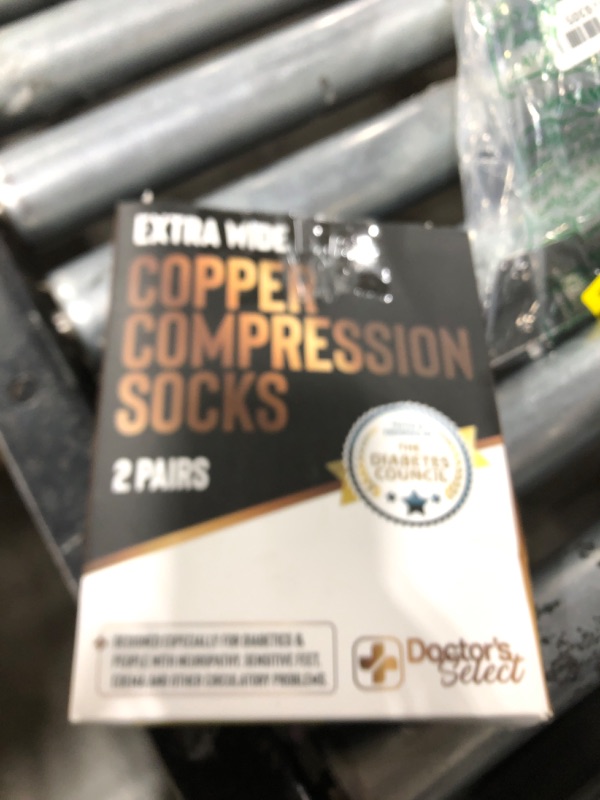 EXTRA WIDE
COPPER
COMPRESSION
SOCKS
2 PAIRS
THE
DIABETES
COUNCIL
DESIGNED ESPECIALLY FOR DIABETICS &
PEOPLE WITH NEUROPATHY, SENSITIVE FEET,
EDEMA AND OTHER CIRCULATORY PROBLEMS.
Doctor's
Select